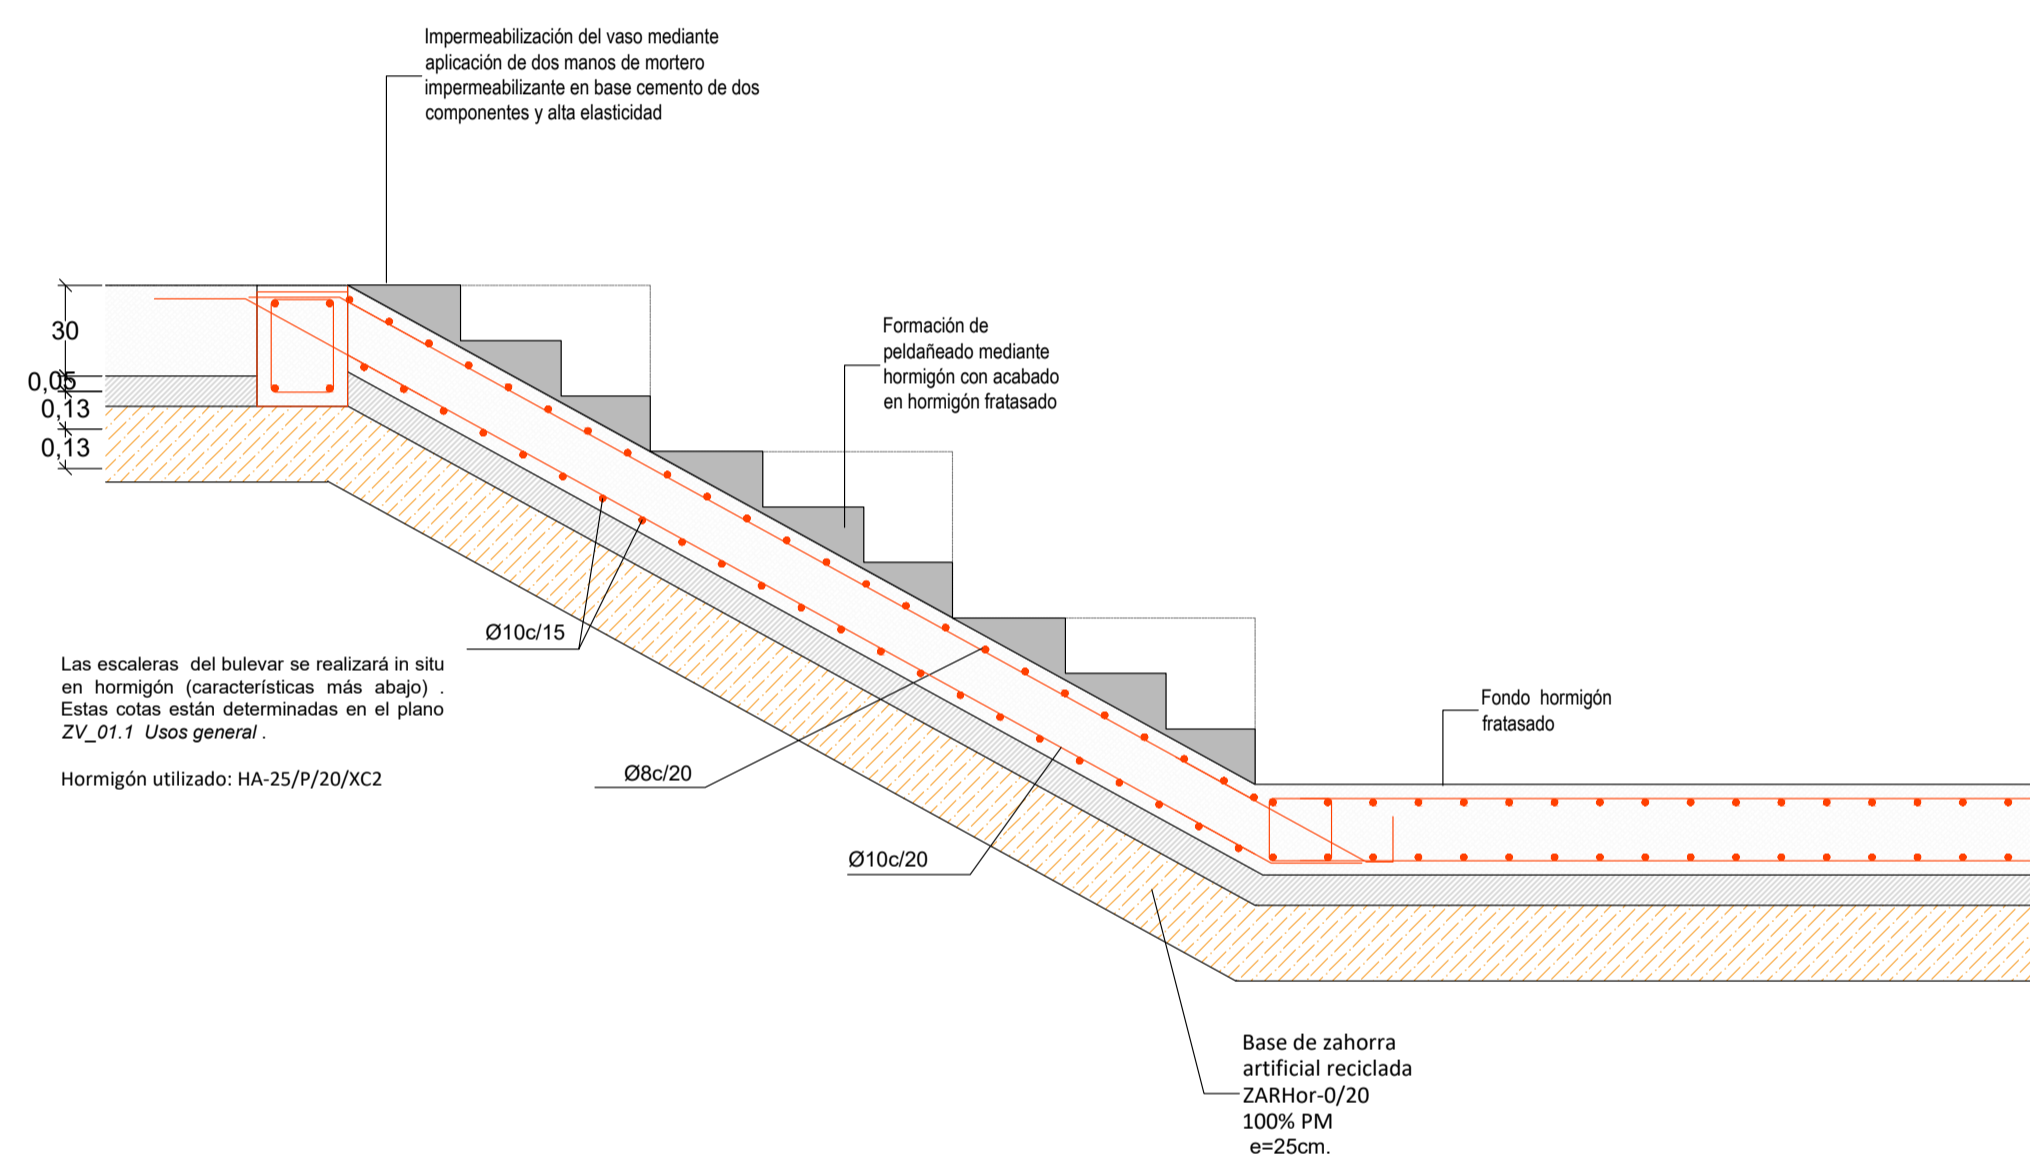 Impermeabilización del vaso mediante
aplicación de dos manos de mortero
impermeabilizante en base cemento de dos
componentes y alta elasticidad
30
0,05
0,13
0,13
Formación de
peldañeado mediante
hormigón con acabado
en hormigón fratasado
Ø10c/15
Las escaleras del bulevar se realizará in situ
en hormigón (características más abajo) .
Estas cotas están determinadas en el plano
ZV_01.1 Usos general .
Hormigón utilizado: HA-25/P/20/XC2
Ø8c/20
Ø10c/20
Fondo hormigón
fratasado
Base de zahorra
artificial reciclada
ZARHor-0/20
100% PM
e=25cm.